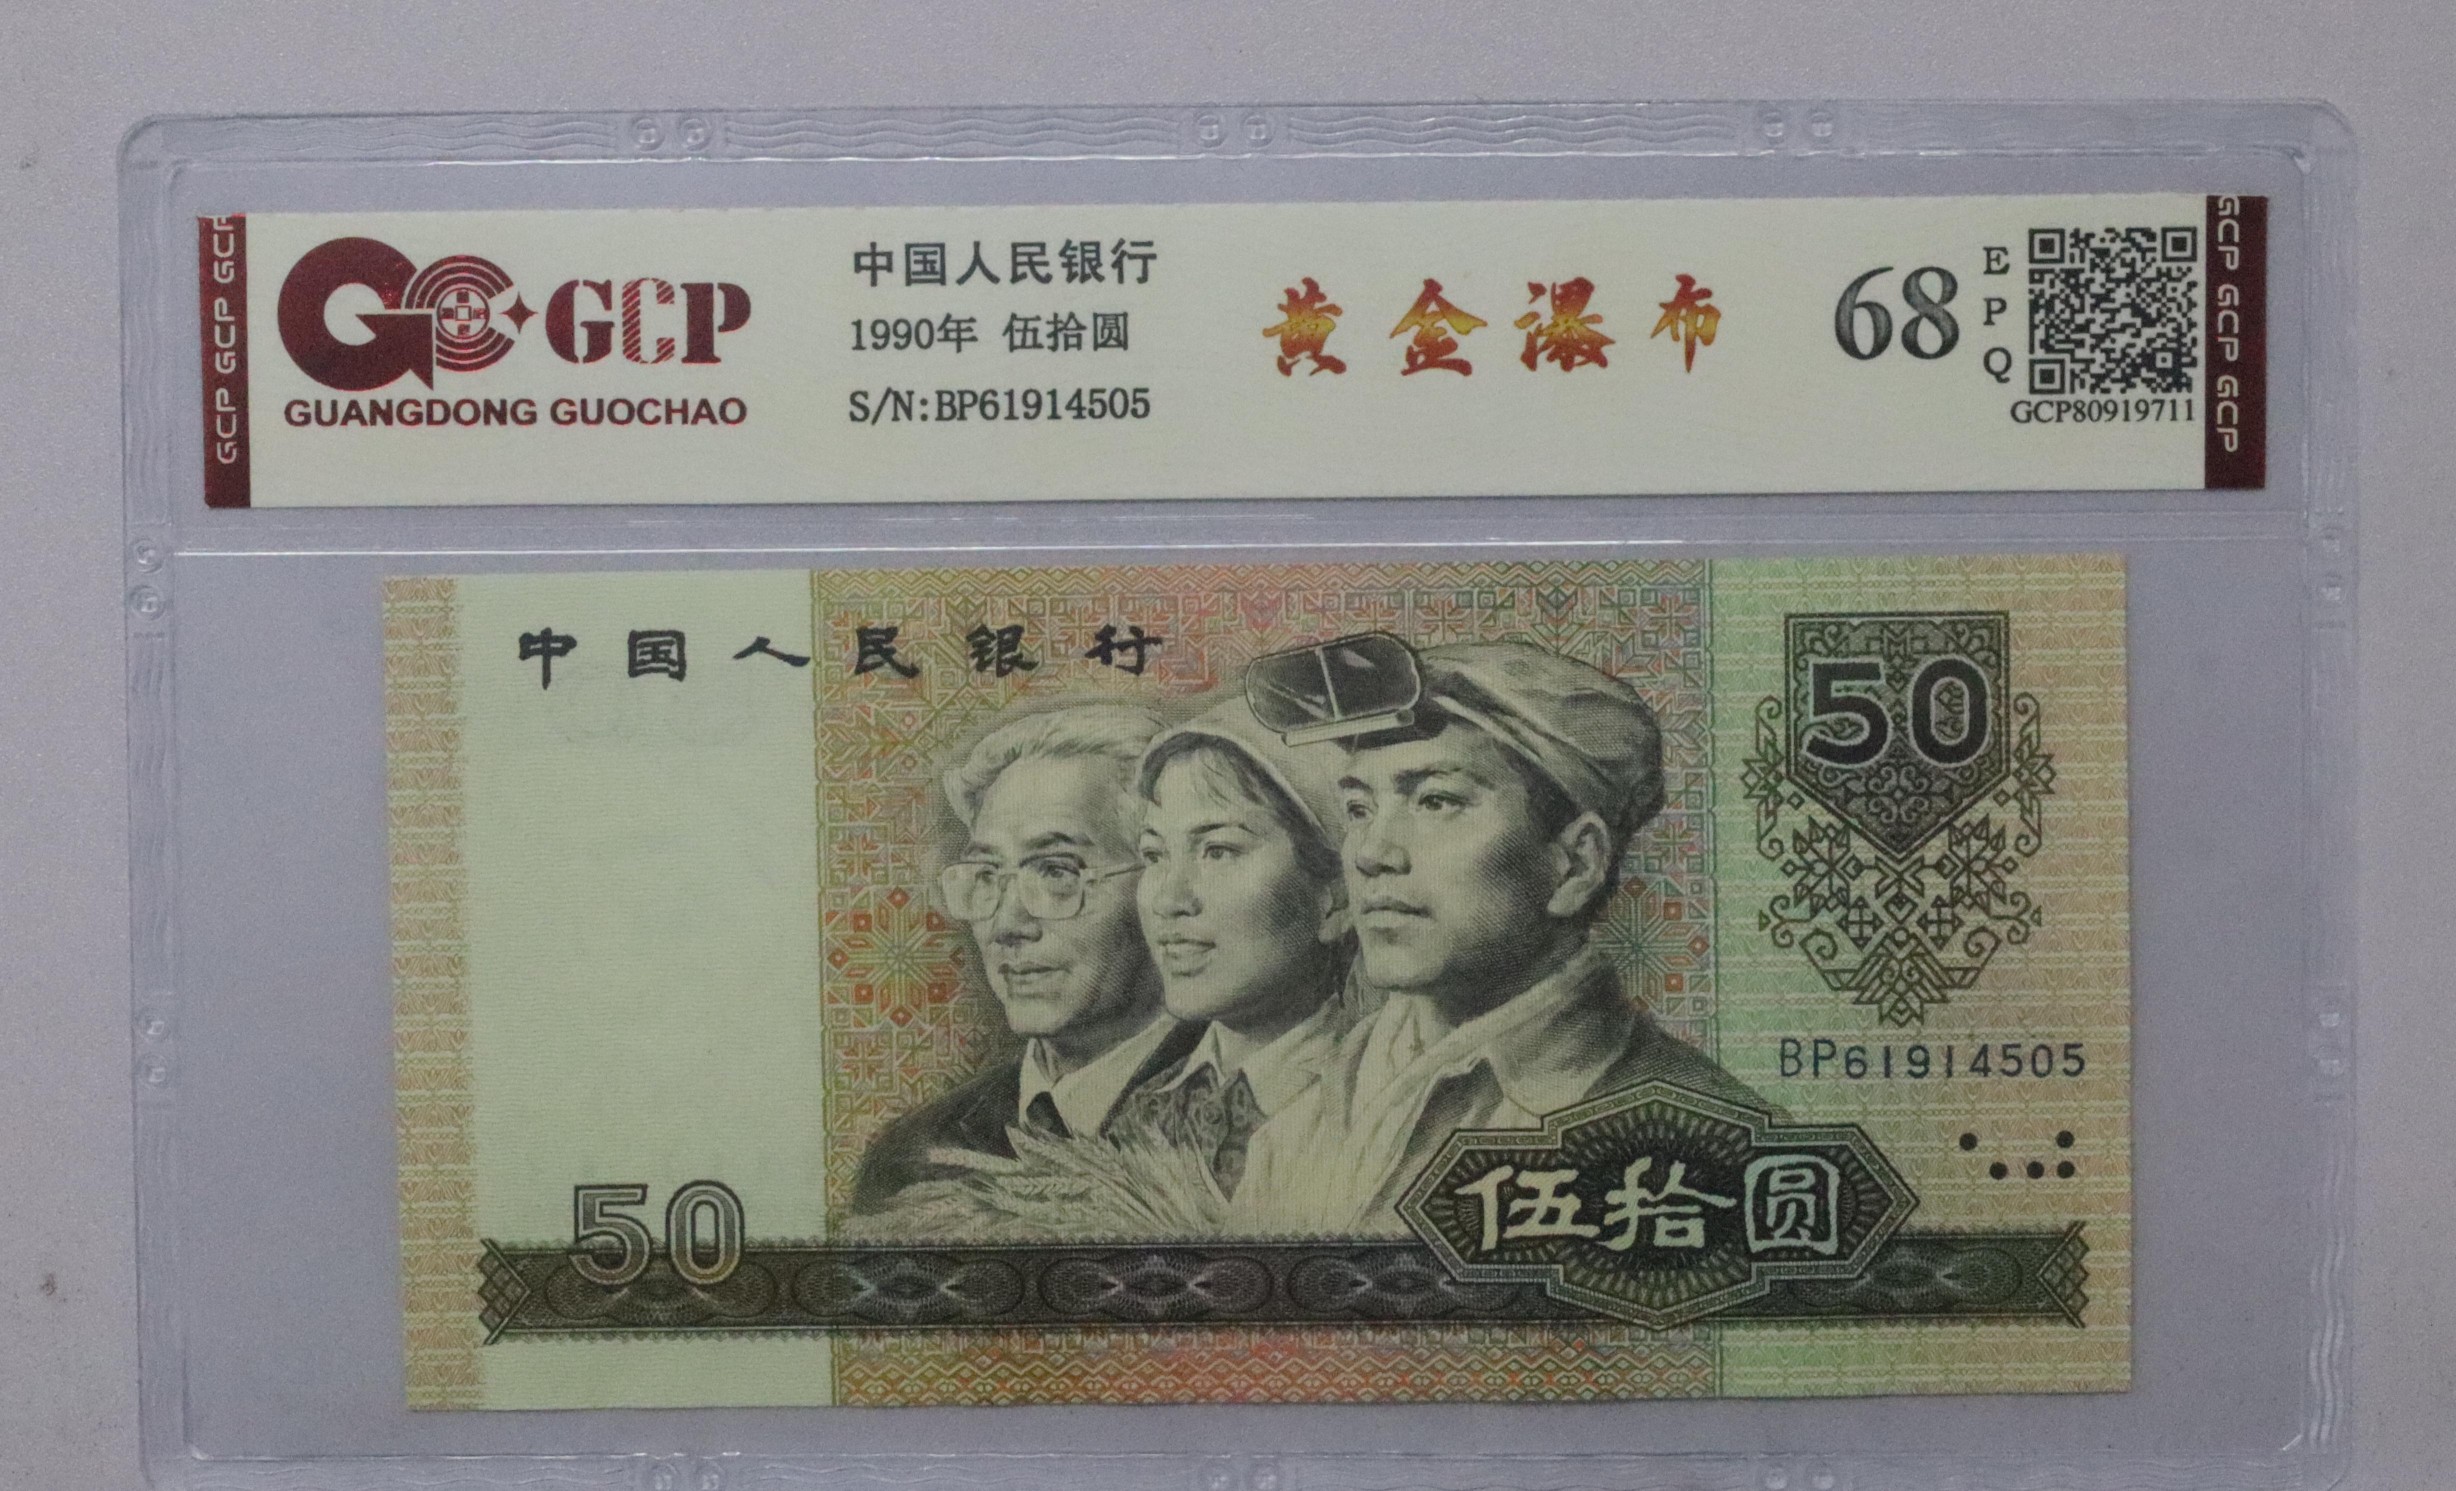 GCP GCP GCP
GCP
GUANGDONG GUOCHAO
中国人民银行
1990年 伍拾圆
S/N:BP61914505
黄金瀑布
68
EPQ
GCP80919711
GCP GCP GCP
中国人民银行
50
BP61914505
50
伍拾圆